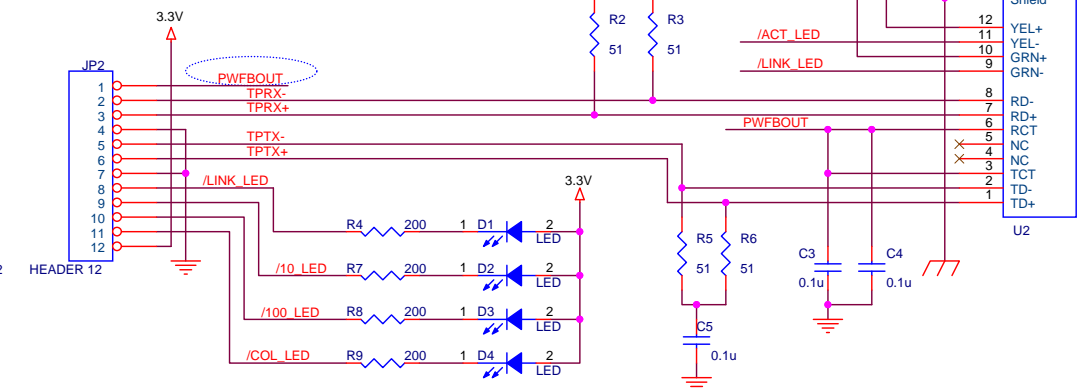 Shield
3.3V
R2
R3
51
51
/ACT_LED
/LINK_LED
12 YEL+
11 YEL-
10 GRN+
9 GRN-
8 RD-
7 RD+
6 RCT
5 NC
4 NC
3 TCT
2 TD-
1 TD+
U2
JP2
1 PWFBOUT
2 TPRX-
3 TPRX+
4
5 TPTX-
6 TPTX+
7
8 /LINK_LED
9
10
11
12
HEADER 12
PWFBOUT
3.3V
R4 200 1 D1 2
LED
/10_LED R7 200 1 D2 2
LED
/100_LED R8 200 1 D3 2
LED
/COL_LED R9 200 1 D4 2
LED
R5
51
R6
51
C5
0.1u
C3
0.1u
C4
0.1u